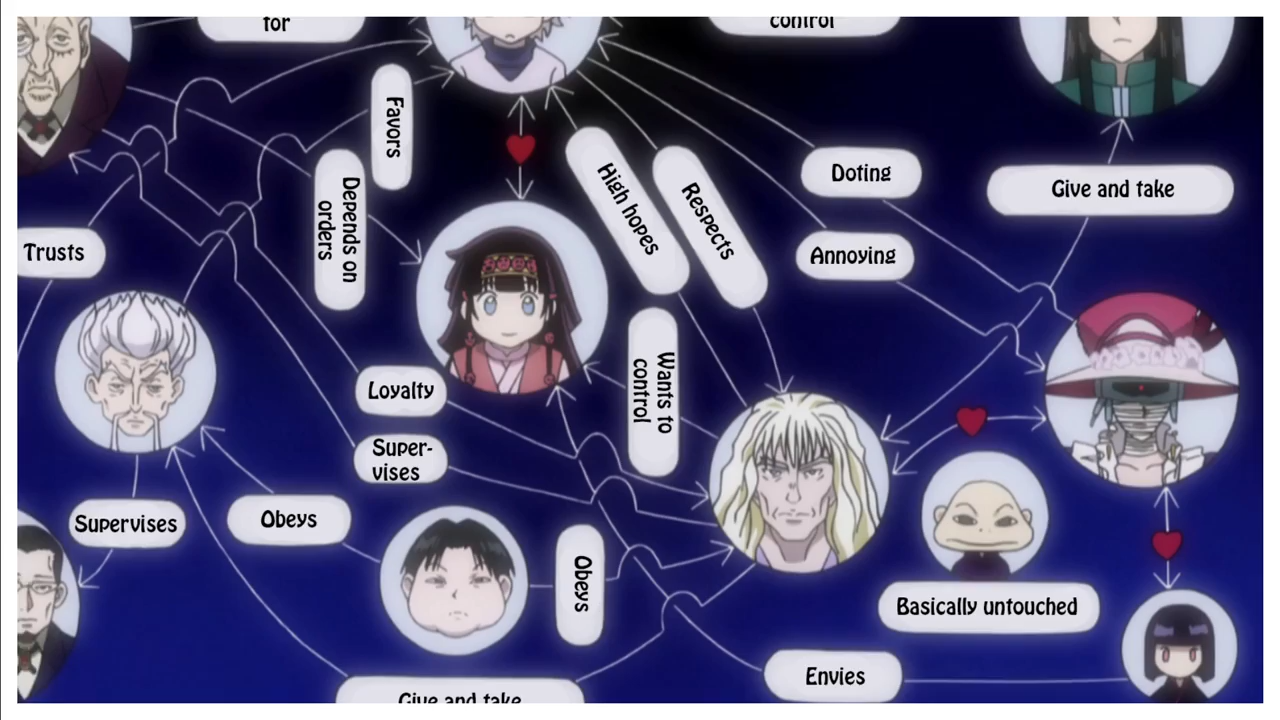 for
control
Favors
Doting
High hopes
Respects
Give and take
Depends on
orders
Trusts
Annoying
Wants to
control
Loyalty
Super-
vises
Supervises
Obeys
Obeys
Basically untouched
Envies
Give and take